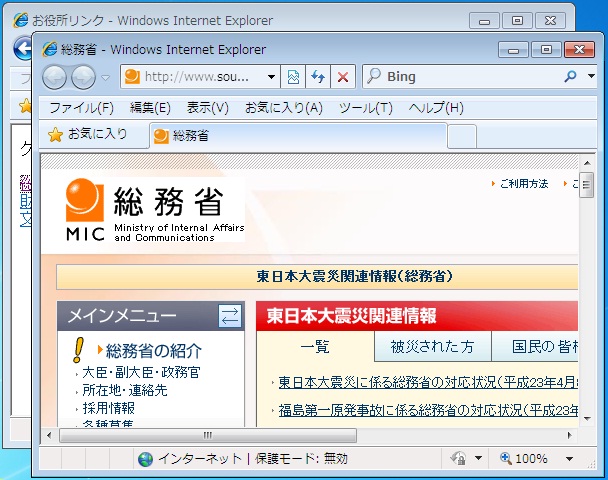 お役所リンク - Windows Internet Explorer
総務省 - Windows Internet Explorer
http://www.sou...
Bing
ファイル(F) 編集(E) 表示(V) お気に入り(A) ツール(T) ヘルプ(H)
お気に入り
総務省
ご利用方法
総務省
MIC
Ministry of Internal Affairs
and Communications
東日本大震災関連情報(総務省)
メインメニュー
東日本大震災関連情報
総務省の紹介
一覧
被災された方
国民の皆様
大臣・副大臣・政務官
所在地・連絡先
採用情報
各種募集
東日本大震災に係る総務省の対応状況(平成23年4月
福島第一原発事故に係る総務省の対応状況(平成23年
インターネット | 保護モード: 無効
100%